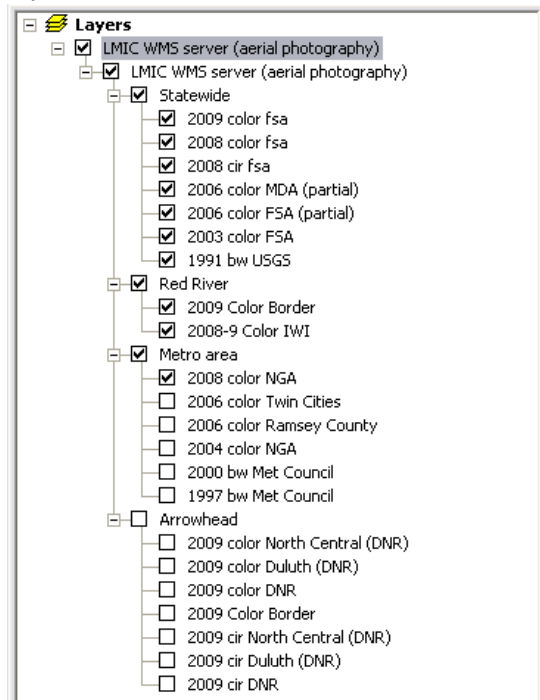 Layers
LMIC WMS server (aerial photography)
LMIC WMS server (aerial photography)
Statewide
2009 color fsa
2008 color fsa
2008 cir fsa
2006 color MDA (partial)
2006 color FSA (partial)
2003 color FSA
1991 bw USGS
Red River
2009 Color Border
2008-9 Color IWI
Metro area
2008 color NGA
2006 color Twin Cities
2006 color Ramsey County
2004 color NGA
2000 bw Met Council
1997 bw Met Council
Arrowhead
2009 color North Central (DNR)
2009 color Duluth (DNR)
2009 color DNR
2009 Color Border
2009 cir North Central (DNR)
2009 cir Duluth (DNR)
2009 cir DNR